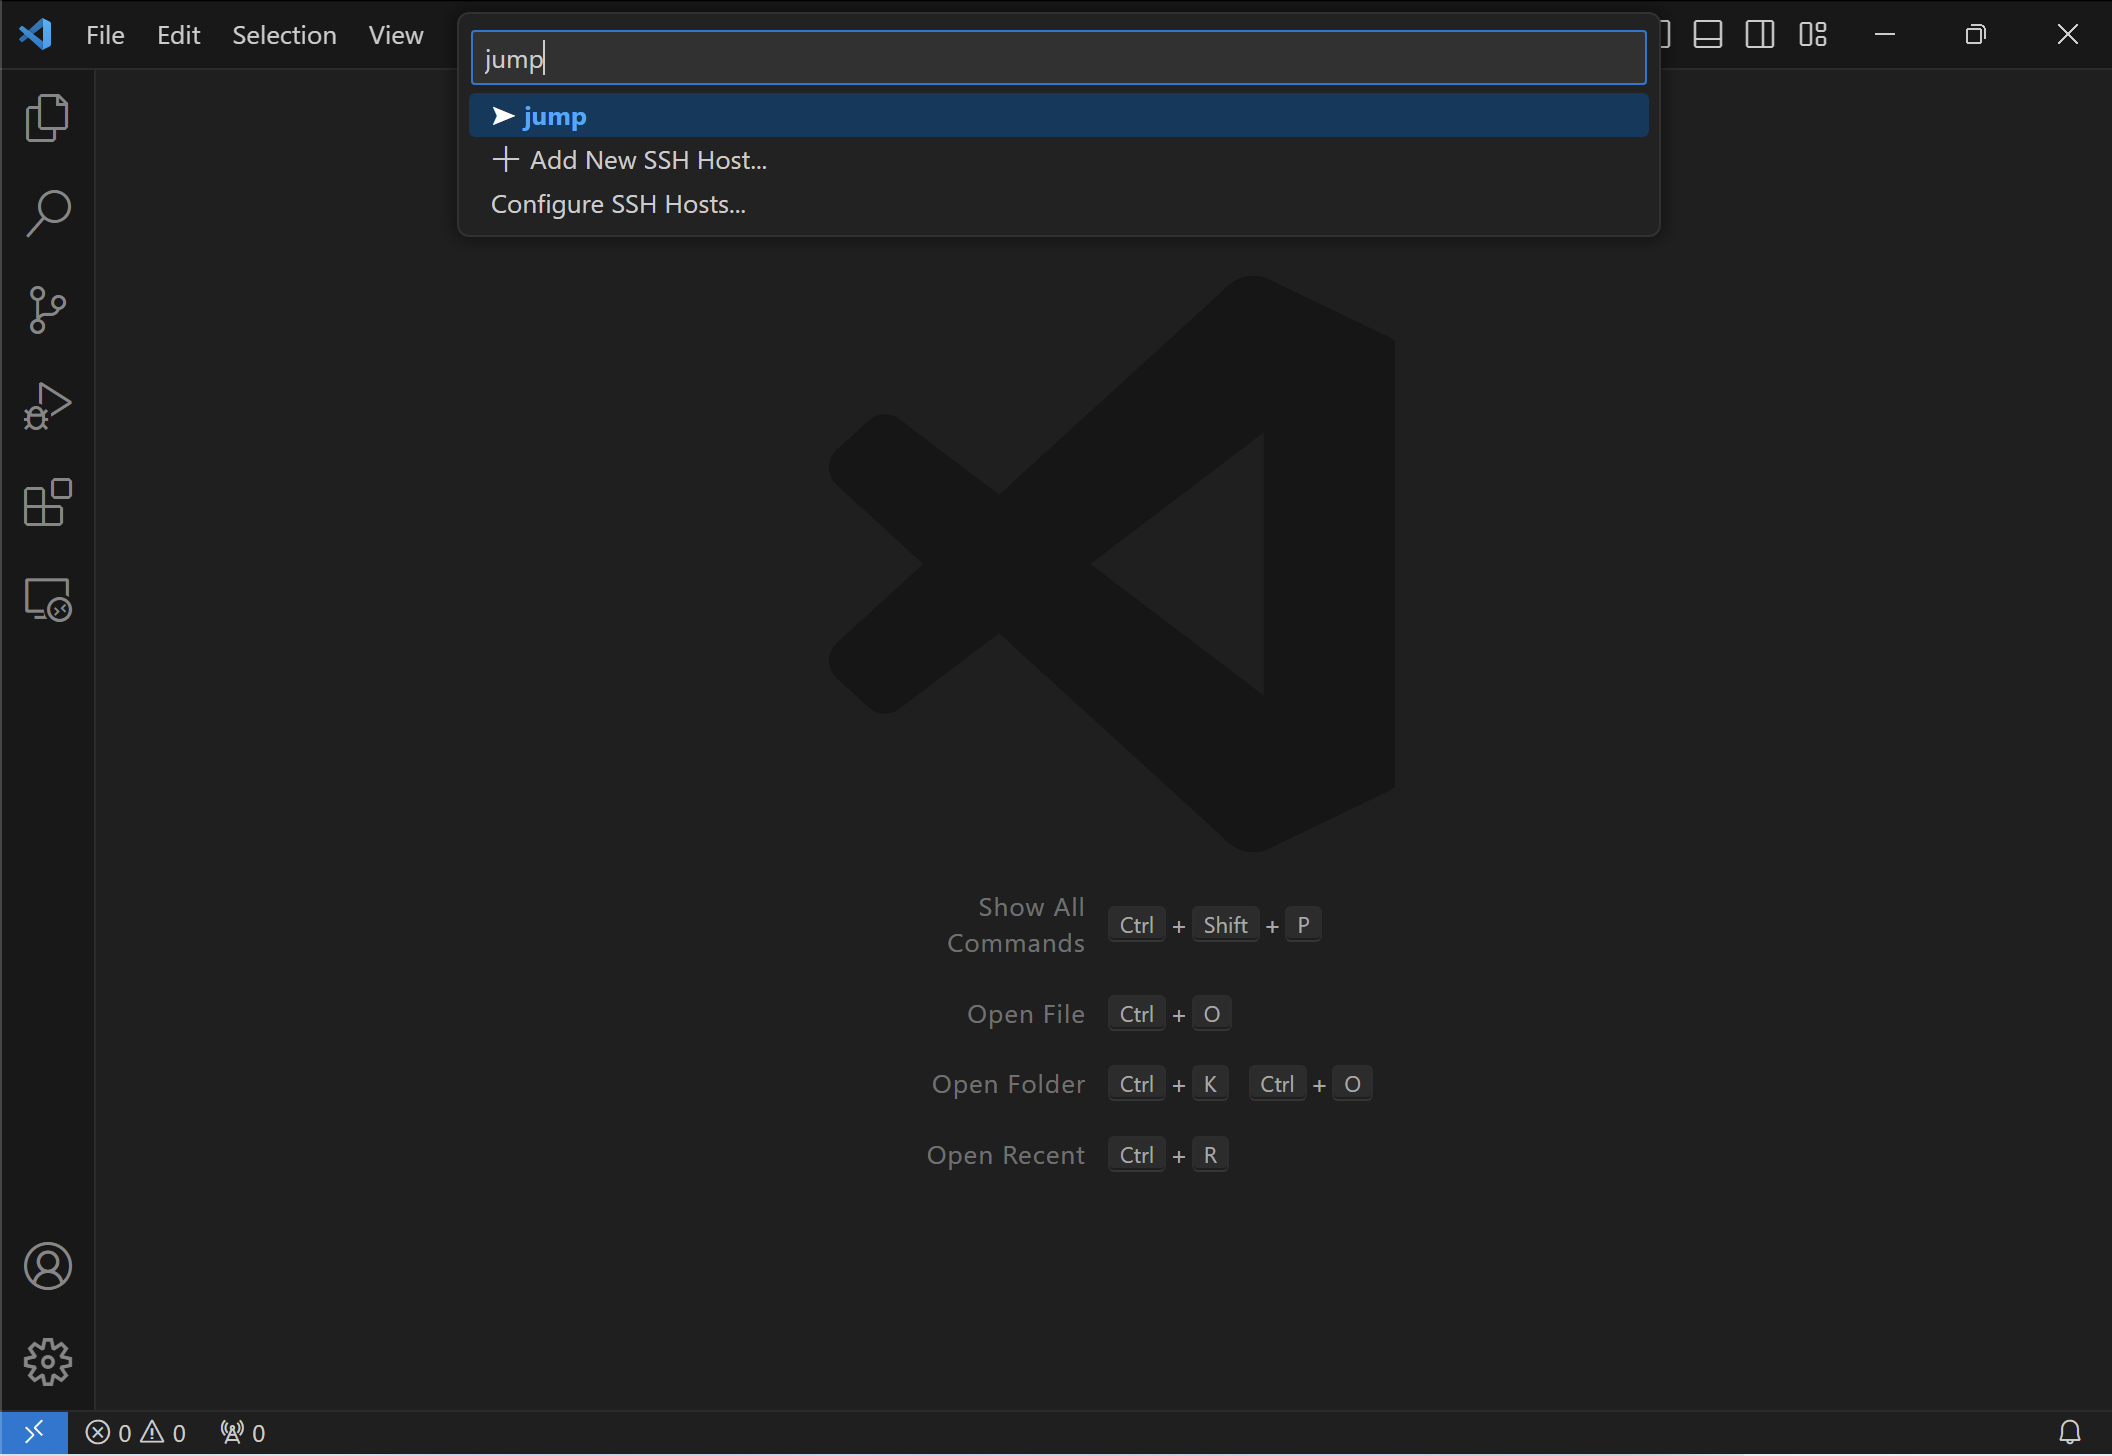 File Edit Selection View
jump
jump
Add New SSH Host...
Configure SSH Hosts...
Show All
Commands
Ctrl + Shift + P
Open File Ctrl + O
Open Folder Ctrl + K Ctrl + O
Open Recent Ctrl + R
0 0 0